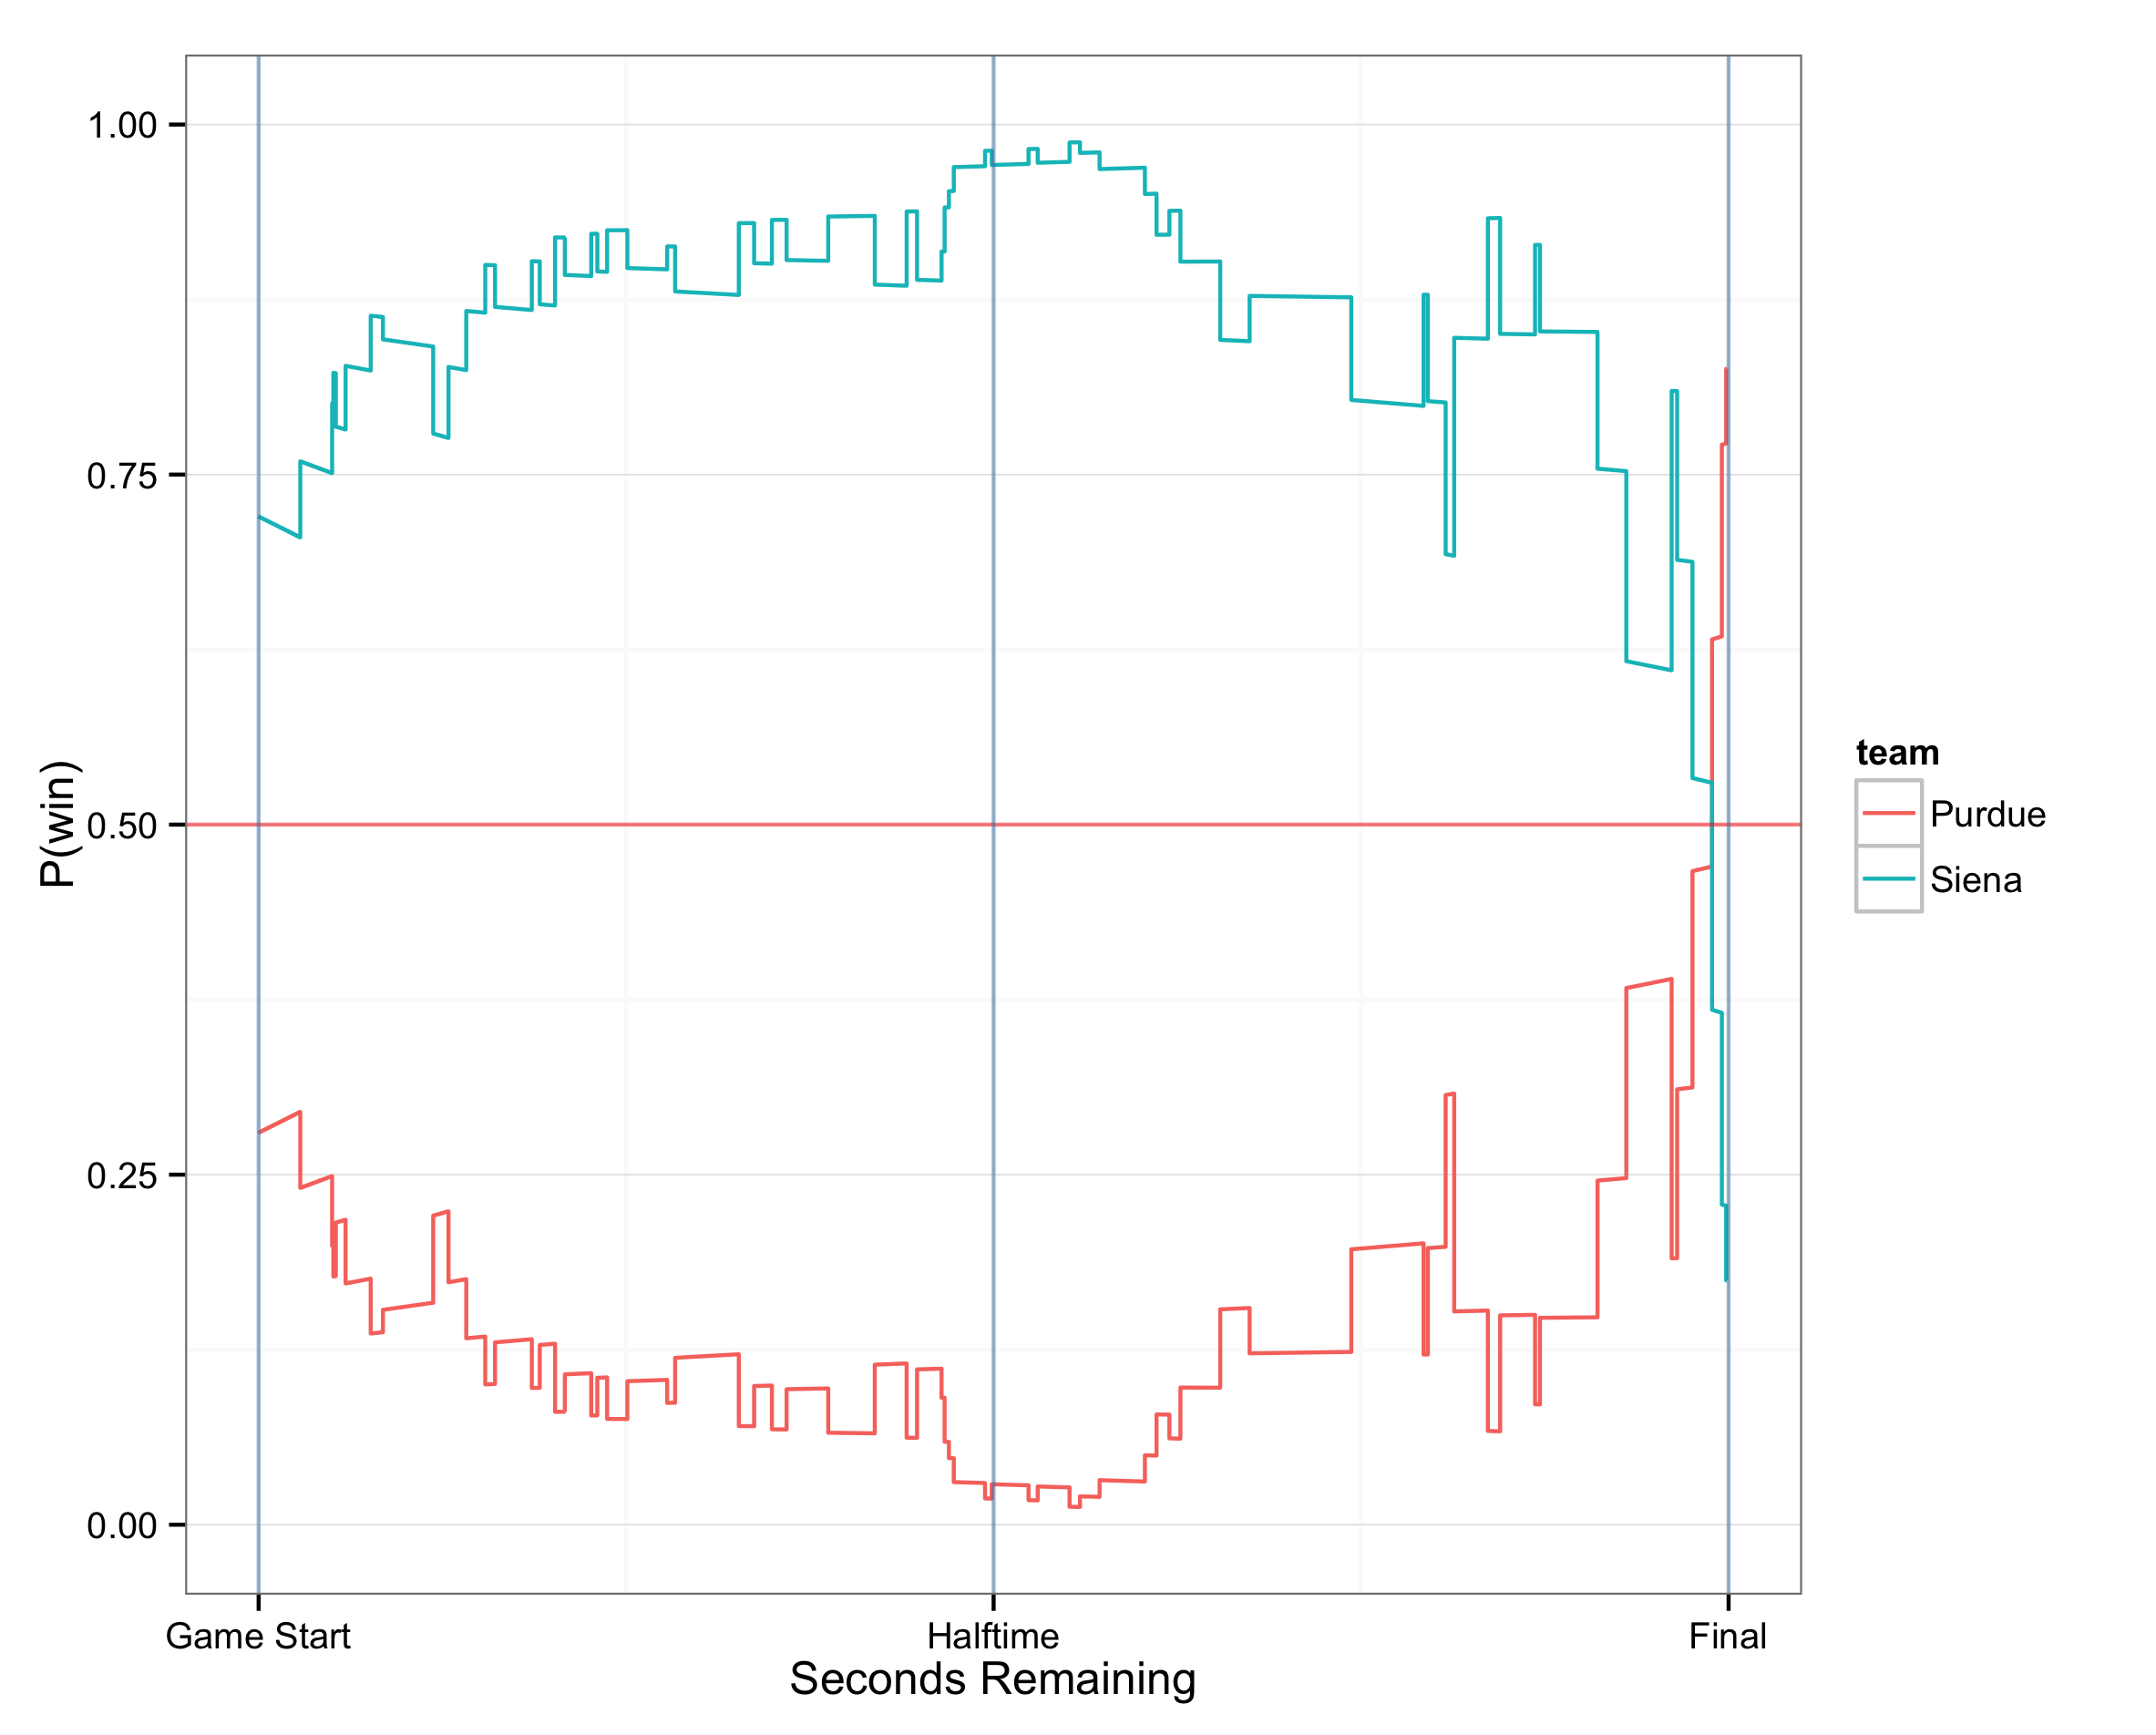 1.00
0.75
0.50
0.25
0.00
P(win)
Game Start
Halftime
Final
Seconds Remaining
team
Purdue
Siena